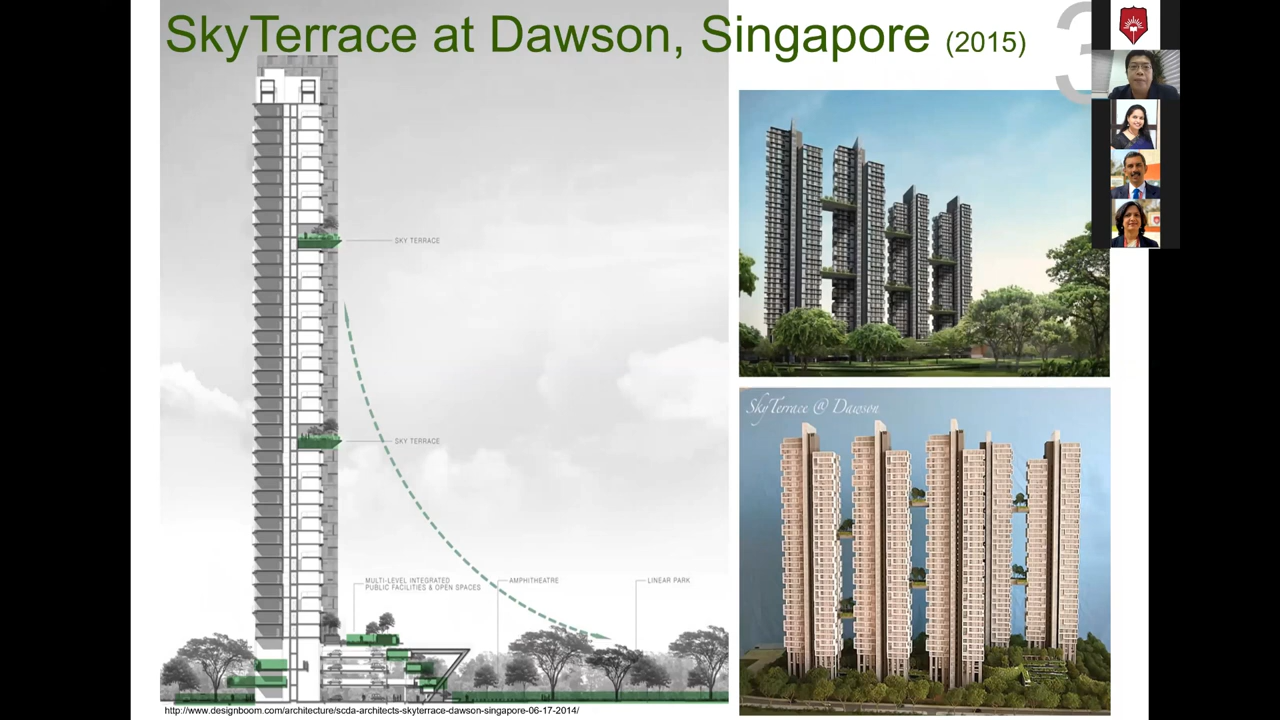 SkyTerrace at Dawson, Singapore (2015)
3
SKY TERRACE
SKY TERRACE
MULTI-LEVEL INTEGRATED
PUBLIC FACILITIES & OPEN SPACES
AMPHITHEATRE
LINEAR PARK
SkyTerrace @ Dawson
http://www.designboom.com/architecture/scda-architects-skyterrace-dawson-singapore-06-17-2014/